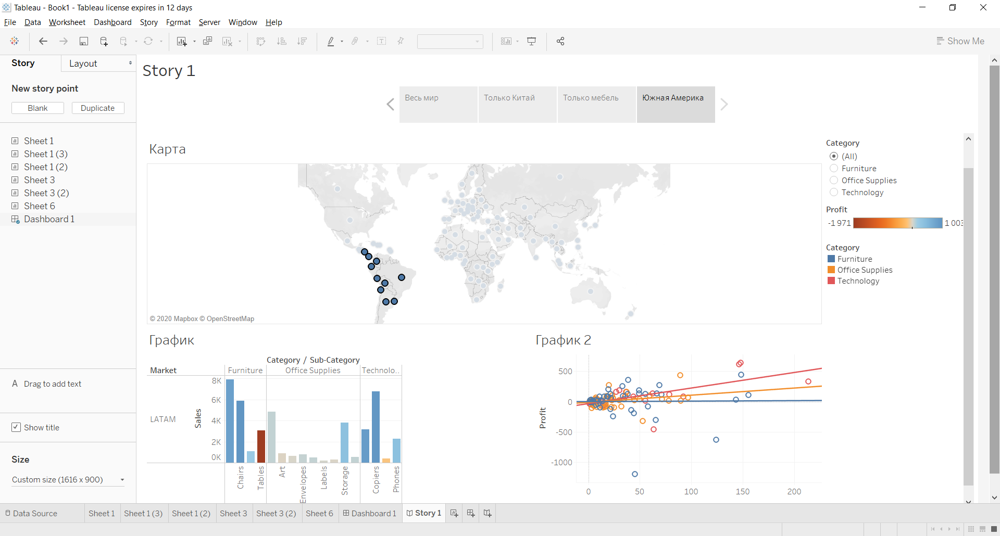 Tableau - Book1 - Tableau license expires in 12 days
File Data Worksheet Dashboard Story Format Server Window Help
Show Me
Story Layout
New story point
Blank Duplicate
Sheet 1
Sheet 1 (3)
Sheet 1 (2)
Sheet 3
Sheet 3 (2)
Sheet 6
Dashboard 1
A Drag to add text
Show title
Size
Custom size (1616 x 900)
Story 1
Весь мир Только Китай Только мебель Южная Америка
Карта
© 2020 Mapbox © OpenStreetMap
Category
(All)
Furniture
Office Supplies
Technology
Profit
-1 971 1 003
Category
Furniture
Office Supplies
Technology
График
Category / Sub-Category
Market Furniture Office Supplies Technolo..
LATAM
Sales
8K
6K
4K
2K
0K
Chairs
Tables
Art
Envelopes
Labels
Storage
Copiers
Phones
График 2
Profit
500
0
-500
-1000
0 50 100 150 200
Data Source Sheet 1 Sheet 1 (3) Sheet 1 (2) Sheet 3 Sheet 3 (2) Sheet 6 Dashboard 1 Story 1